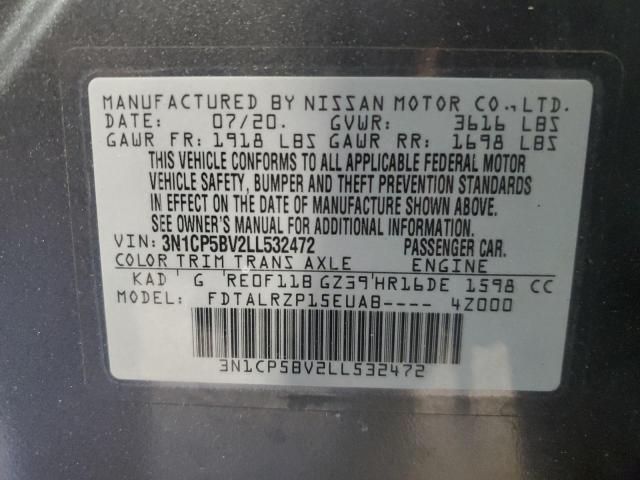 MANUFACTURED BY NISSAN MOTOR CO.,LTD.
DATE: 07/20. GVWR: 3616 LBS
GAWR FR: 1918 LBS GAWR RR: 1698 LBS
THIS VEHICLE CONFORMS TO ALL APPLICABLE FEDERAL MOTOR
VEHICLE SAFETY, BUMPER AND THEFT PREVENTION STANDARDS
IN EFFECT ON THE DATE OF MANUFACTURE SHOWN ABOVE.
SEE OWNER'S MANUAL FOR ADDITIONAL INFORMATION.
VIN: 3N1CP5BV2LL532472 PASSENGER CAR.
COLOR TRIM TRANS AXLE ENGINE
KAD G RE0F11B GZ39 HR16DE 1598 CC
MODEL: FDTALRZP15EUAB---- 4Z000
3N1CP5BV2LL532472